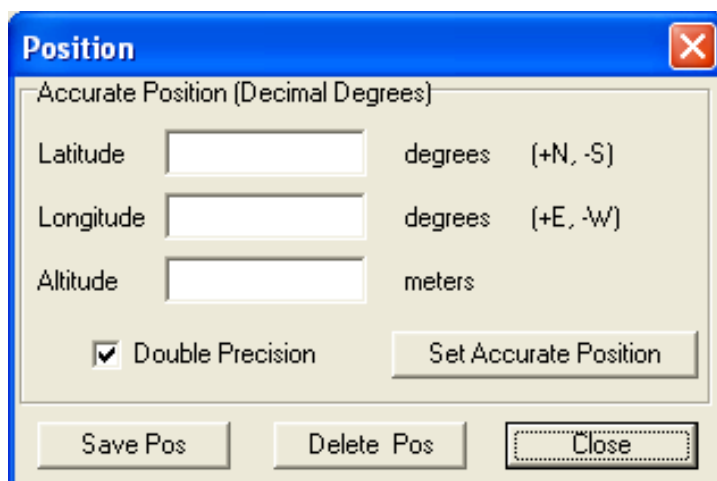 Position
Accurate Position (Decimal Degrees)
Latitude degrees (+N, -S)
Longitude degrees (+E, -W)
Altitude meters
Double Precision Set Accurate Position
Save Pos Delete Pos Close